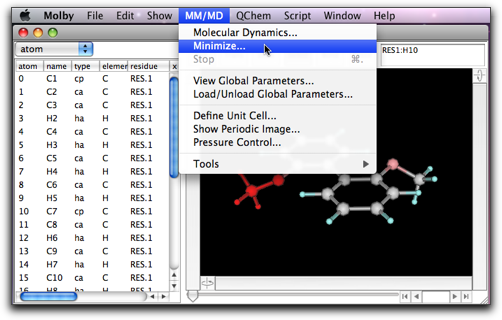 Molby File Edit Show MM/MD QChem Script Window Help
Molecular Dynamics...
Minimize...
Stop ⌘.
View Global Parameters...
Load/Unload Global Parameters...
Define Unit Cell...
Show Periodic Image...
Pressure Control...
Tools
atom
RES1:H10
atom name type elemen residue x
0 C1 cp C RES.1
1 C2 ca C RES.1
2 C3 ca C RES.1
3 H2 ha H RES.1
4 C4 ca C RES.1
5 H3 ha H RES.1
6 C5 ca C RES.1
7 H4 ha H RES.1
8 C6 ca C RES.1
9 H5 ha H RES.1
10 C7 cp C RES.1
11 C8 ca C RES.1
12 H6 ha H RES.1
13 C9 ca C RES.1
14 H7 ha H RES.1
15 C10 ca C RES.1
16 H8 ha H RES.1